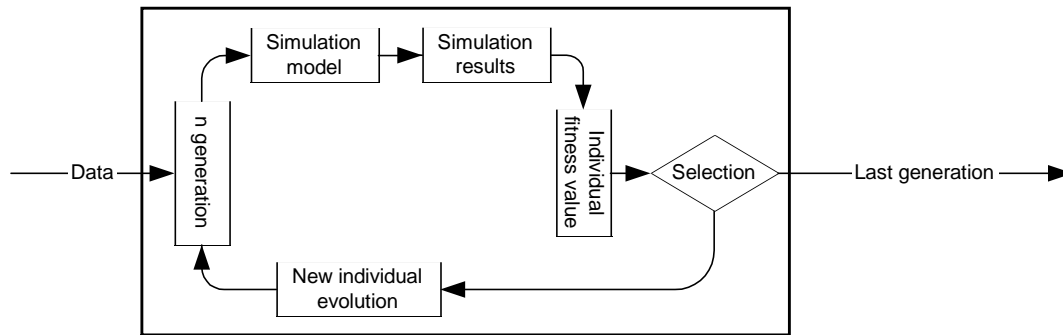 Simulation
model
Simulation
results
n generation
Individual
fitness value
Data
Selection
Last generation
New individual
evolution